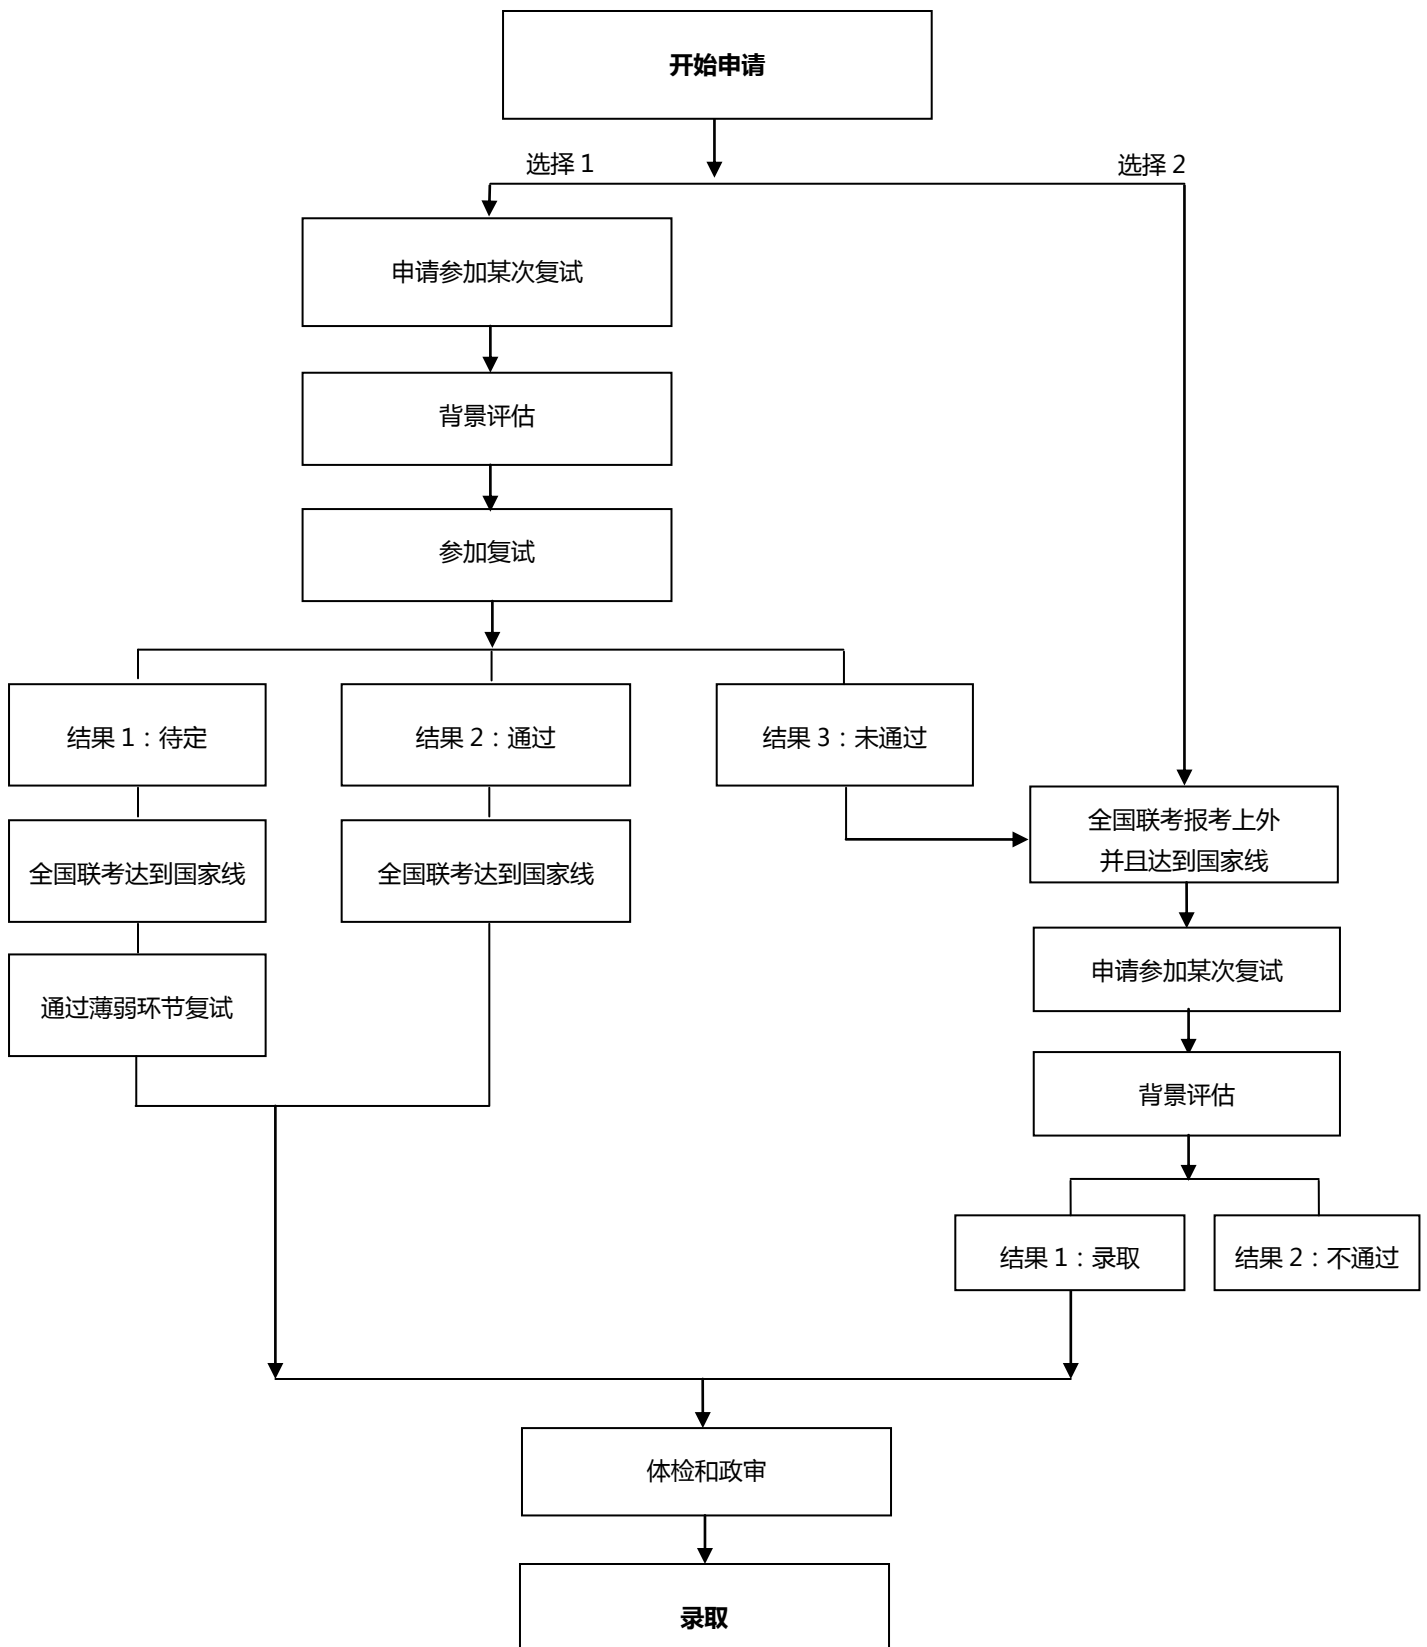 开始申请
选择 1
选择 2
申请参加某次复试
背景评估
参加复试
结果 1：待定
结果 2：通过
结果 3：未通过
全国联考报考上外
并且达到国家线
全国联考达到国家线
全国联考达到国家线
申请参加某次复试
通过薄弱环节复试
背景评估
结果 1：录取
结果 2：不通过
体检和政审
录取